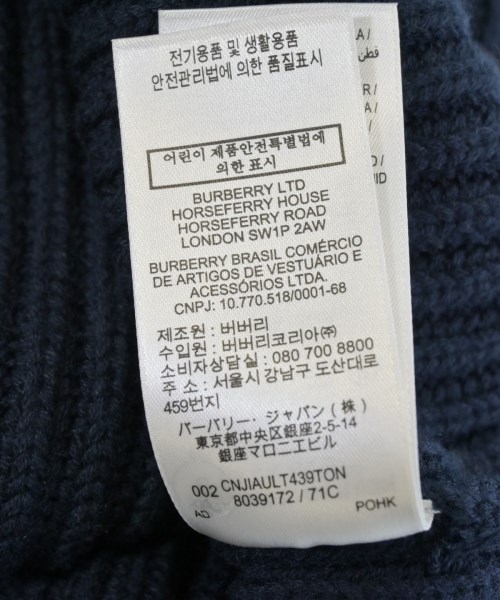 전기용품 및 생활용품
안전관리법에 의한 품질표시
어린이 제품안전특별법에
의한 표시
BURBERRY LTD
HORSEFERRY HOUSE
HORSEFERRY ROAD
LONDON SW1P 2AW
BURBERRY BRASIL COMÉRCIO
DE ARTIGOS DE VESTUÁRIO E
ACESSÓRIOS LTDA.
CNPJ: 10.770.518/0001-68
제조원 : 버버리
수입원 : 버버리코리아㈜
소비자상담실 : 080 700 8800
주 소 : 서울시 강남구 도산대로
459번지
バーバリー・ジャパン(株)
東京都中央区銀座2-5-14
銀座マロニエビル
002 CNJIAULT439TON
8039172 / 71C
AD
POHK
A /
قطن
R /
A /
O /
ID